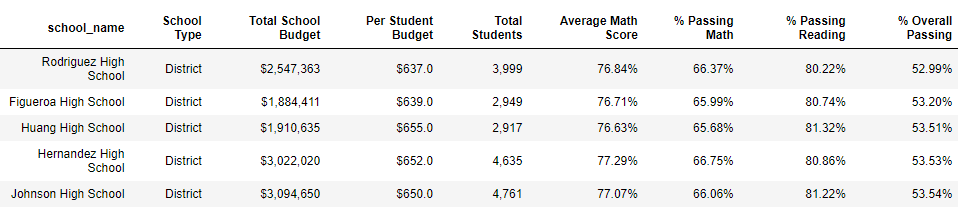 school_name School Type Total School Budget Per Student Budget Total Students Average Math Score % Passing Math % Passing Reading % Overall Passing
Rodriguez High School District $2,547,363 $637.0 3,999 76.84% 66.37% 80.22% 52.99%
Figueroa High School District $1,884,411 $639.0 2,949 76.71% 65.99% 80.74% 53.20%
Huang High School District $1,910,635 $655.0 2,917 76.63% 65.68% 81.32% 53.51%
Hernandez High School District $3,022,020 $652.0 4,635 77.29% 66.75% 80.86% 53.53%
Johnson High School District $3,094,650 $650.0 4,761 77.07% 66.06% 81.22% 53.54%